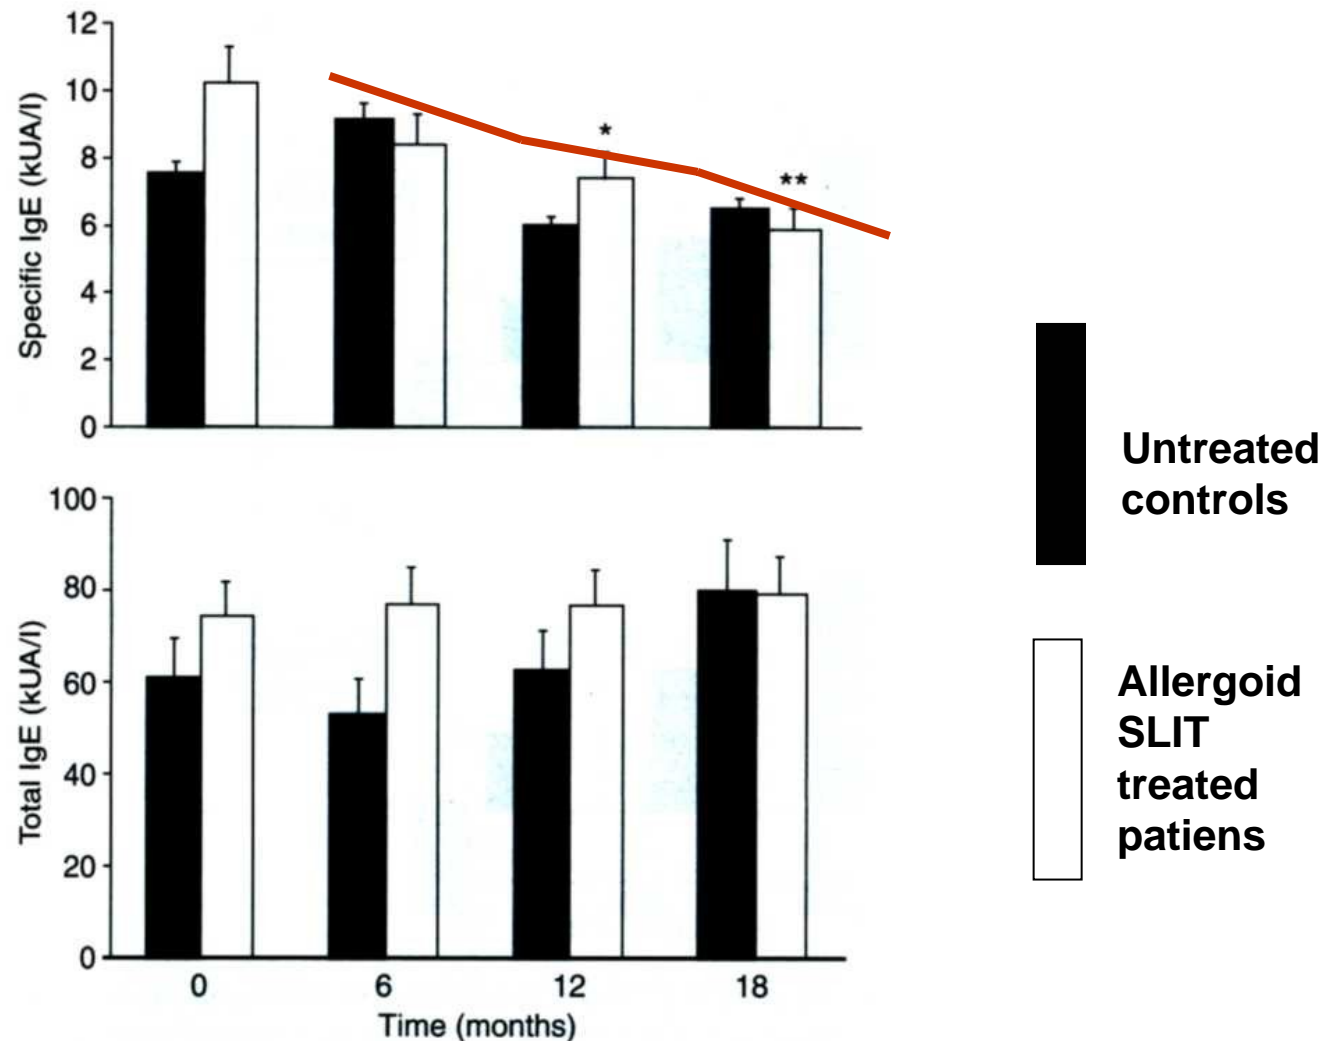 12
10
8
6
4
2
0
Specific IgE (kUA/l)
*
**
100
80
60
40
20
0
Total IgE (kUA/l)
0 6 12 18
Time (months)
Untreated
controls
Allergoid
SLIT
treated
patiens